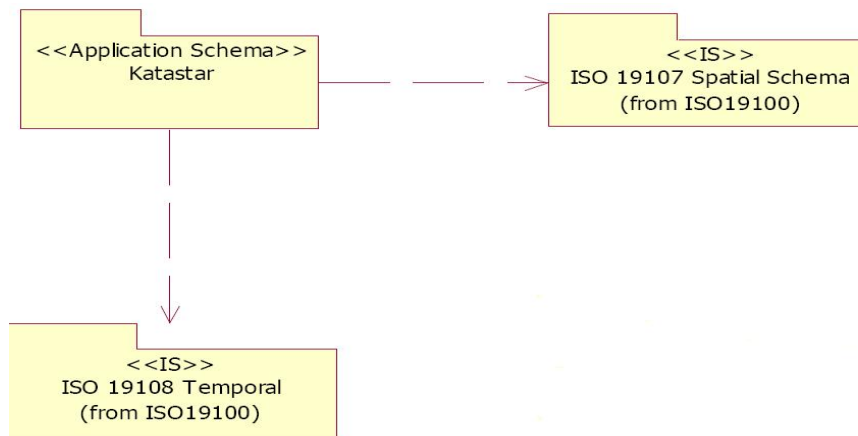 <<Application Schema>>
Katastar
<<IS>>
ISO 19107 Spatial Schema
(from ISO19100)
<<IS>>
ISO 19108 Temporal
(from ISO19100)